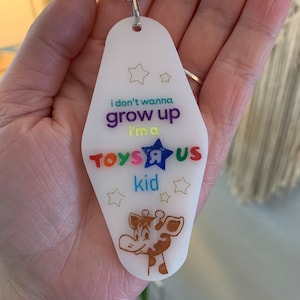 i don't wanna
grow up
i'm a
TOYS R US
kid